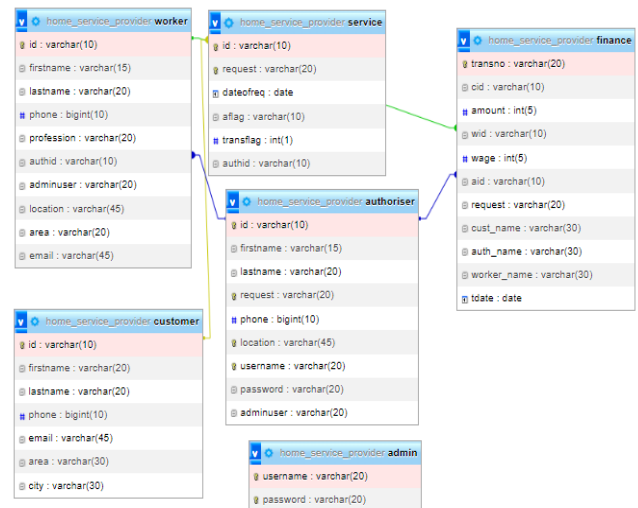 home_service_provider worker
id : varchar(10)
firstname : varchar(15)
lastname : varchar(20)
phone : bigint(10)
profession : varchar(20)
authid : varchar(10)
adminuser : varchar(20)
location : varchar(45)
area : varchar(20)
email : varchar(45)
home_service_provider service
id : varchar(10)
request : varchar(20)
dateofreq : date
aflag : varchar(10)
transflag : int(1)
authid : varchar(10)
home_service_provider finance
transno : varchar(20)
cid : varchar(10)
amount : int(5)
wid : varchar(10)
wage : int(5)
aid : varchar(10)
request : varchar(20)
cust_name : varchar(30)
auth_name : varchar(30)
worker_name : varchar(30)
tdate : date
home_service_provider authoriser
id : varchar(10)
firstname : varchar(15)
lastname : varchar(20)
request : varchar(20)
phone : bigint(10)
location : varchar(45)
username : varchar(20)
password : varchar(20)
adminuser : varchar(20)
home_service_provider customer
id : varchar(10)
firstname : varchar(20)
lastname : varchar(20)
phone : bigint(10)
email : varchar(45)
area : varchar(30)
city : varchar(30)
home_service_provider admin
username : varchar(20)
password : varchar(20)